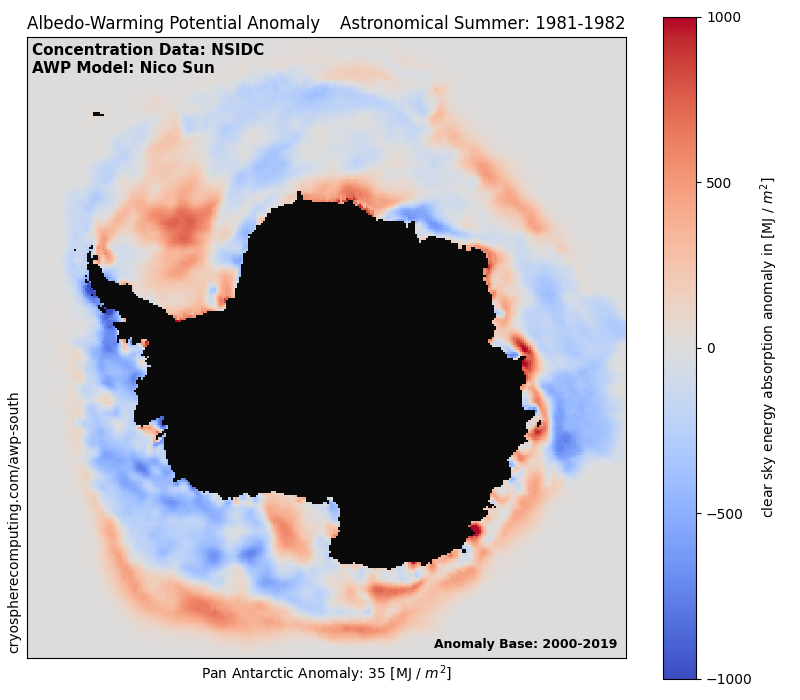 Albedo-Warming Potential Anomaly    Astronomical Summer: 1981-1982
Concentration Data: NSIDC
AWP Model: Nico Sun
cryospherecomputing.com/awp-south
Anomaly Base: 2000-2019
Pan Antarctic Anomaly: 35 [MJ / m²]
1000
500
0
−500
−1000
clear sky energy absorption anomaly in [MJ / m²]